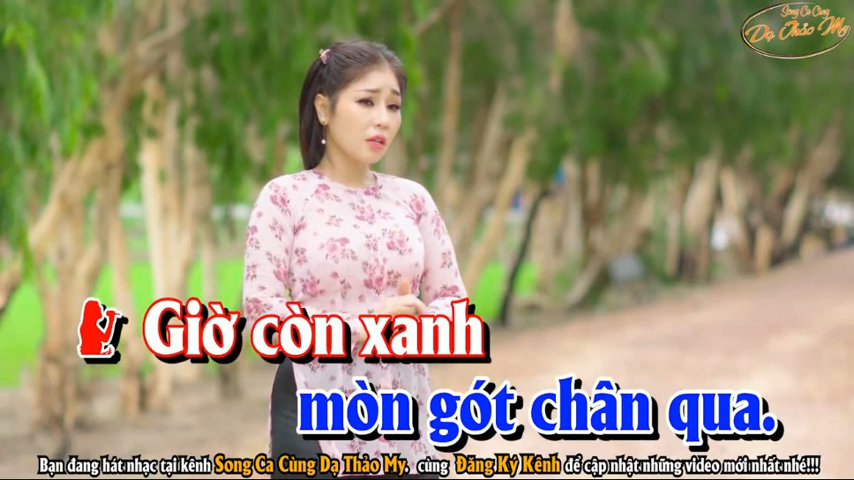 Song Ca Cùng
Dạ Thảo My
Giờ còn xanh
mòn gót chân qua.
Bạn đang hát nhạc tại kênh Song Ca Cùng Dạ Thảo My, cùng Đăng Ký Kênh để cập nhật những video mới nhất nhé!!!